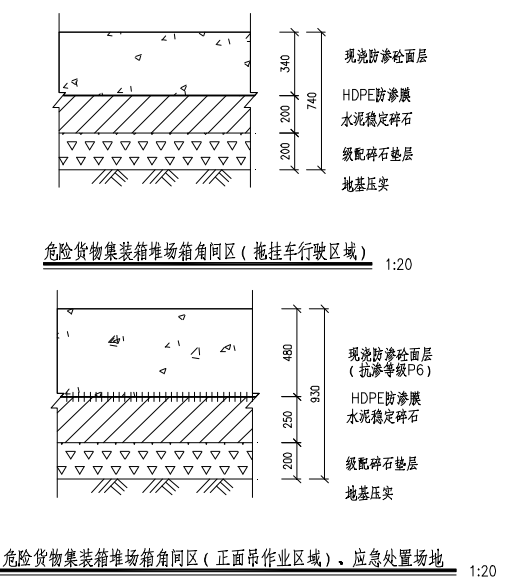 现浇防渗砼面层
340
HDPE防渗膜
740
200
水泥稳定碎石
200
级配碎石垫层
地基压实
危险货物集装箱堆场箱角间区(拖挂车行驶区域)
1:20
480
现浇防渗砼面层
(抗渗等级P6)
930
HDPE防渗膜
250
水泥稳定碎石
200
级配碎石垫层
地基压实
危险货物集装箱堆场箱角间区(正面吊作业区域)、应急处置场地
1:20